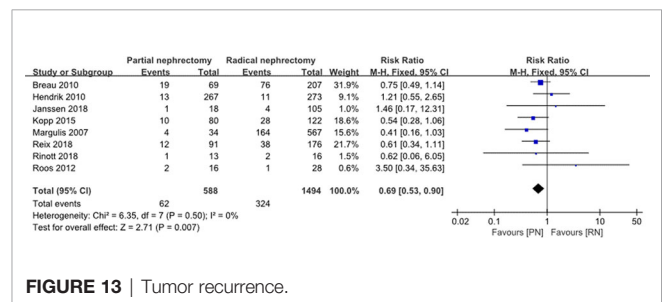 Partial nephrectomy Radical nephrectomy Risk Ratio Risk Ratio
Study or Subgroup Events Total Events Total Weight M-H, Fixed, 95% CI M-H, Fixed, 95% CI
Breau 2010 19 69 76 207 31.9% 0.75 [0.49, 1.14]
Hendrik 2010 13 267 11 273 9.1% 1.21 [0.55, 2.65]
Janssen 2018 1 18 4 105 1.0% 1.46 [0.17, 12.31]
Kopp 2015 10 80 28 122 18.6% 0.54 [0.28, 1.06]
Margulis 2007 4 34 164 567 15.6% 0.41 [0.16, 1.03]
Reix 2018 12 91 38 176 21.7% 0.61 [0.34, 1.11]
Rinott 2018 1 13 2 16 1.5% 0.62 [0.06, 6.05]
Roos 2012 2 16 1 28 0.6% 3.50 [0.34, 35.63]
Total (95% CI) 588 1494 100.0% 0.69 [0.53, 0.90]
Total events 62 324
Heterogeneity: Chi² = 6.35, df = 7 (P = 0.50); I² = 0%
Test for overall effect: Z = 2.71 (P = 0.007)
0.02 0.1 1 10 50
Favours [PN] Favours [RN]
FIGURE 13 | Tumor recurrence.